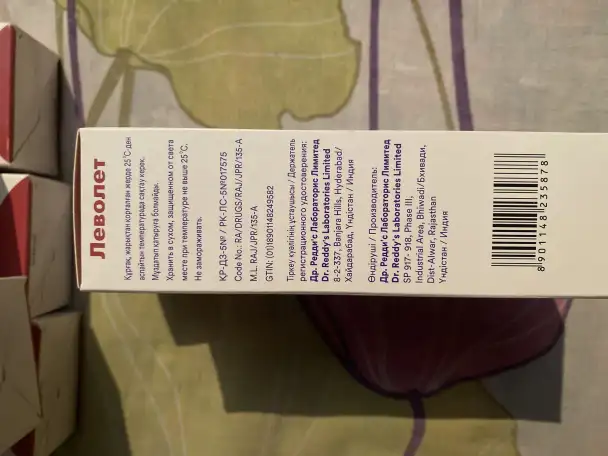 Леволет
Құрғақ, жарықтан қорғалған жерде 25°C-ден
аспайтын температурада сақтау керек.
Мұздатып қатыруға болмайды.
Хранить в сухом, защищенном от света
месте при температуре не выше 25°C.
Не замораживать.
ҚР-ДЗ-5№ / РК-ЛС-5№017575
Code No.: RA/DRUGS/RAJ/JPR/135-A
M.L. RAJ/JPR/135-A
GTIN: (01)18901148249582
Тіркеу куәлігінің ұстаушысы / Держатель
регистрационного удостоверения:
Др. Редди'с Лабораторис Лимитед
Dr. Reddy's Laboratories Limited
8-2-337, Banjara Hills, Hyderabad/
Хайдарабад, Үндістан / Индия
Өндіруші / Производитель:
Др. Редди'с Лабораторис Лимитед
Dr. Reddy's Laboratories Limited
SP 917- 918, Phase III,
Industrial Area, Bhiwadi/Бхивади,
Dist-Alwar, Rajasthan
Үндістан / Индия
8 901148 235878